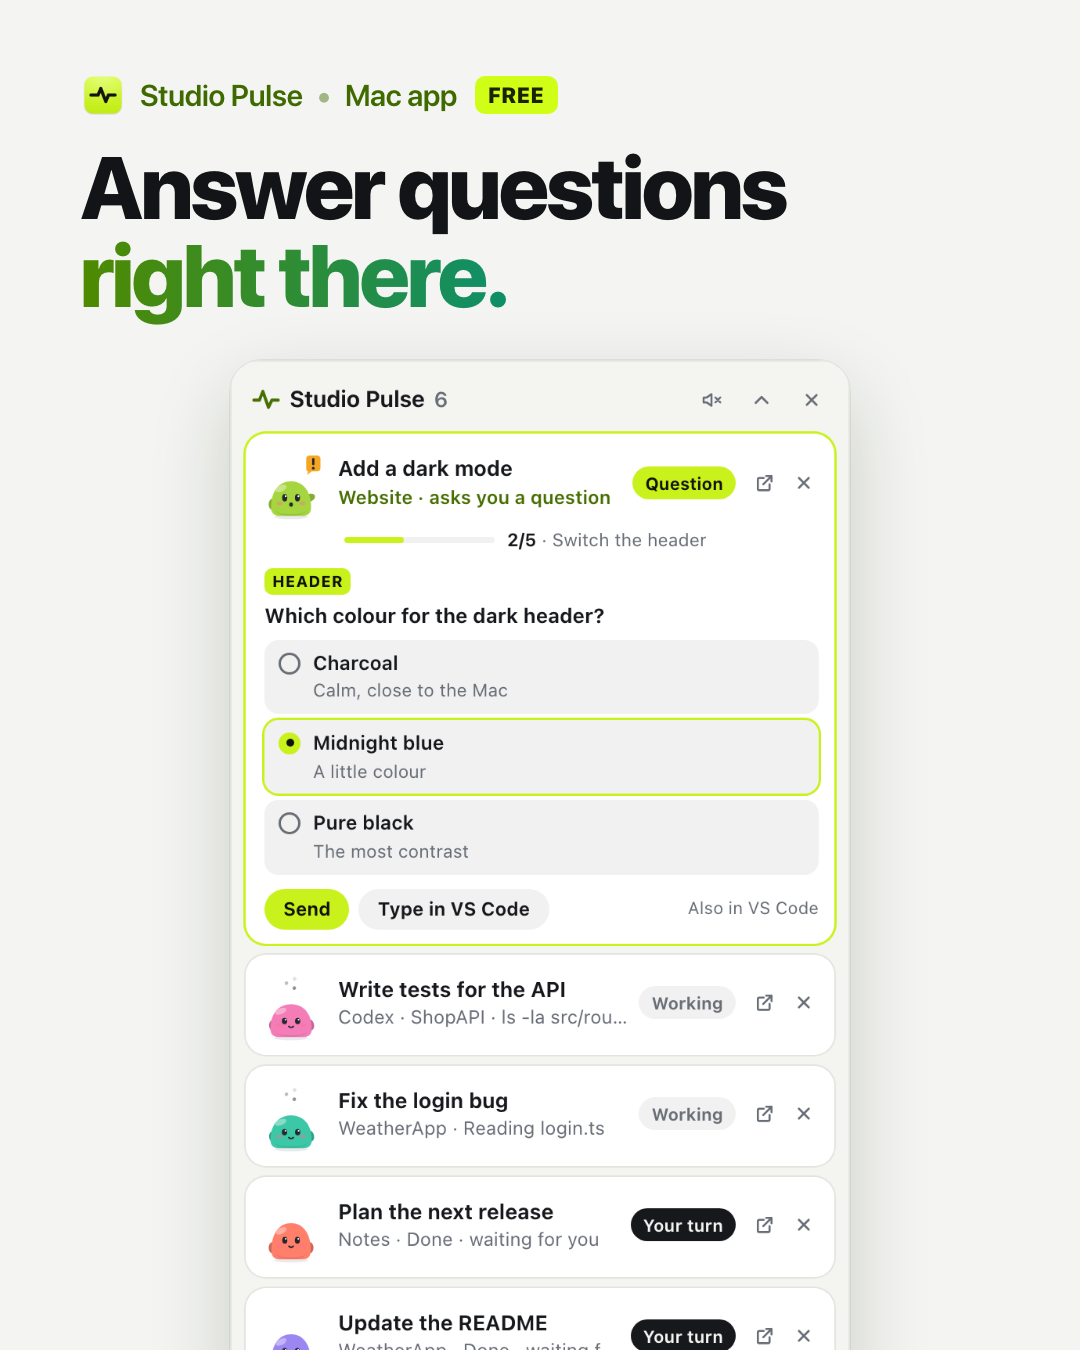 Studio Pulse • Mac app FREE
Answer questions
right there.
Studio Pulse 6
Add a dark mode
Website · asks you a question
Question
2/5 · Switch the header
HEADER
Which colour for the dark header?
Charcoal
Calm, close to the Mac
Midnight blue
A little colour
Pure black
The most contrast
Send
Type in VS Code
Also in VS Code
Write tests for the API
Codex · ShopAPI · ls -la src/rou...
Working
Fix the login bug
WeatherApp · Reading login.ts
Working
Plan the next release
Notes · Done · waiting for you
Your turn
Update the README
WeatherApp · Done · waiting f
Your turn